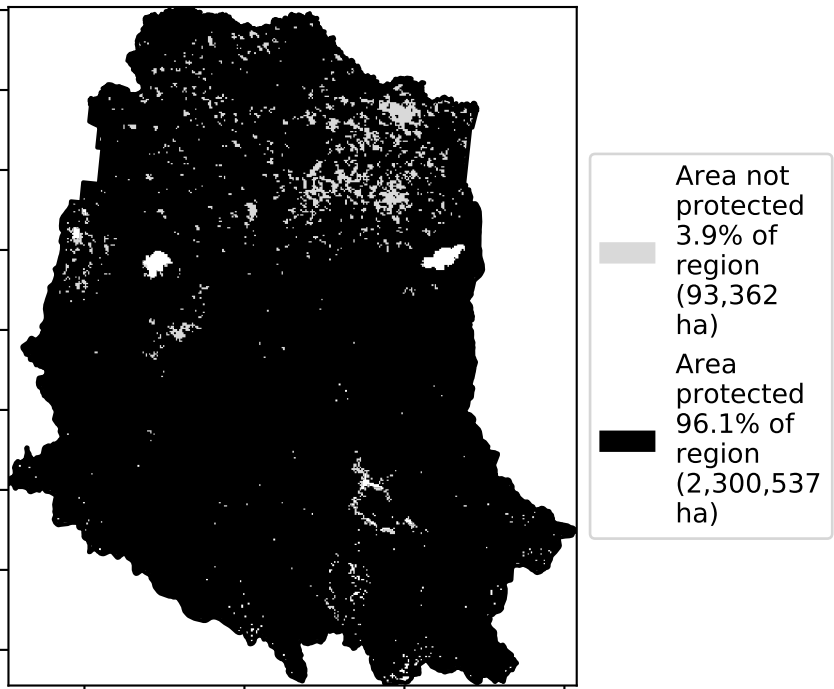 Area not
protected
3.9% of
region
(93,362
ha)
Area
protected
96.1% of
region
(2,300,537
ha)